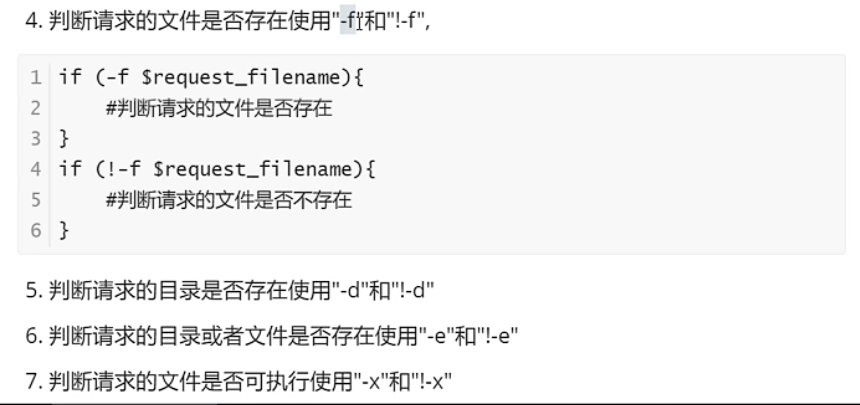 4. 判断请求的文件是否存在使用"-f"和"!-f",
1 if (-f $request_filename){
2     #判断请求的文件是否存在
3 }
4 if (!-f $request_filename){
5     #判断请求的文件是否不存在
6 }
5. 判断请求的目录是否存在使用"-d"和"!-d"
6. 判断请求的目录或者文件是否存在使用"-e"和"!-e"
7. 判断请求的文件是否可执行使用"-x"和"!-x"